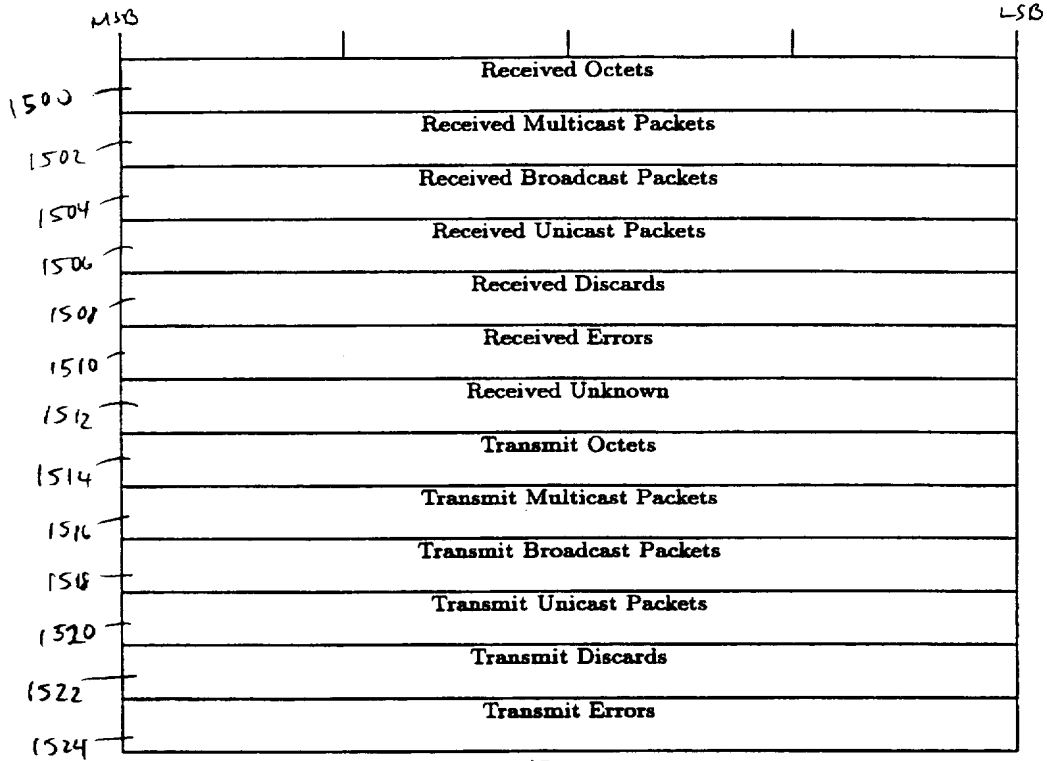 MSB LSB
Received Octets
1500
Received Multicast Packets
1502
Received Broadcast Packets
1504
Received Unicast Packets
1506
Received Discards
1508
Received Errors
1510
Received Unknown
1512
Transmit Octets
1514
Transmit Multicast Packets
1516
Transmit Broadcast Packets
1518
Transmit Unicast Packets
1520
Transmit Discards
1522
Transmit Errors
1524